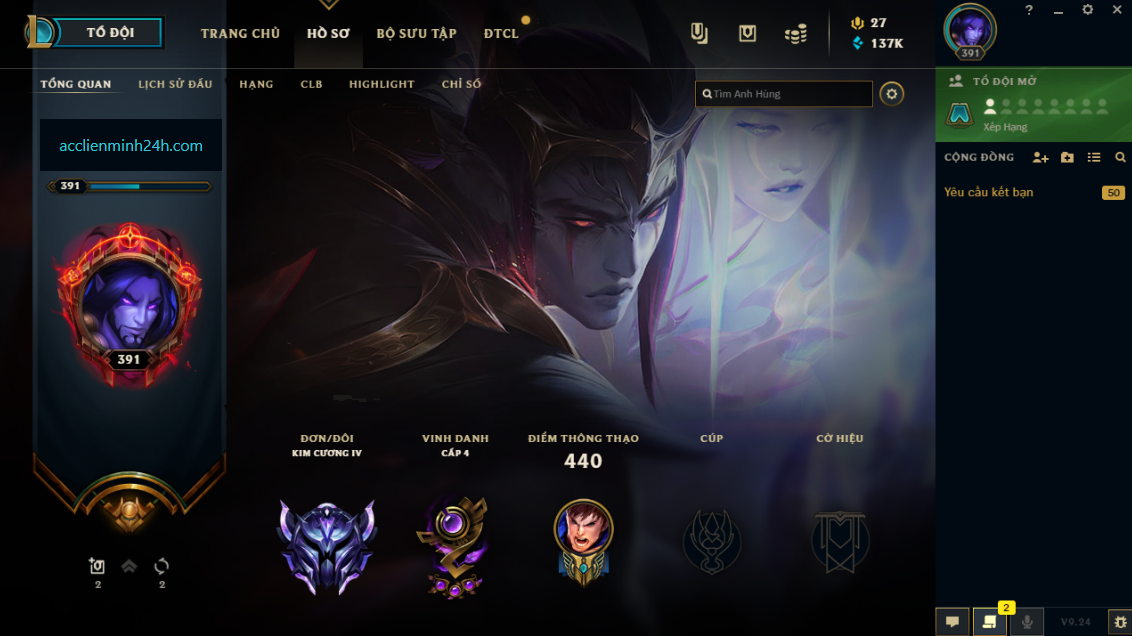 TỔ ĐỘI
TRANG CHỦ
HỒ SƠ
BỘ SƯU TẬP
ĐTCL
27
137K
?
391
TỔNG QUAN
LỊCH SỬ ĐẤU
HẠNG
CLB
HIGHLIGHT
CHỈ SỐ
Tìm Anh Hùng
TỔ ĐỘI MỞ
Xếp Hạng
CỘNG ĐỒNG
Yêu cầu kết bạn
50
acclienminh24h.com
391
391
ĐƠN/ĐÔI
KIM CƯƠNG IV
VINH DANH
CẤP 4
ĐIỂM THÔNG THẠO
440
CÚP
CỜ HIỆU
2
2
2
V9.24